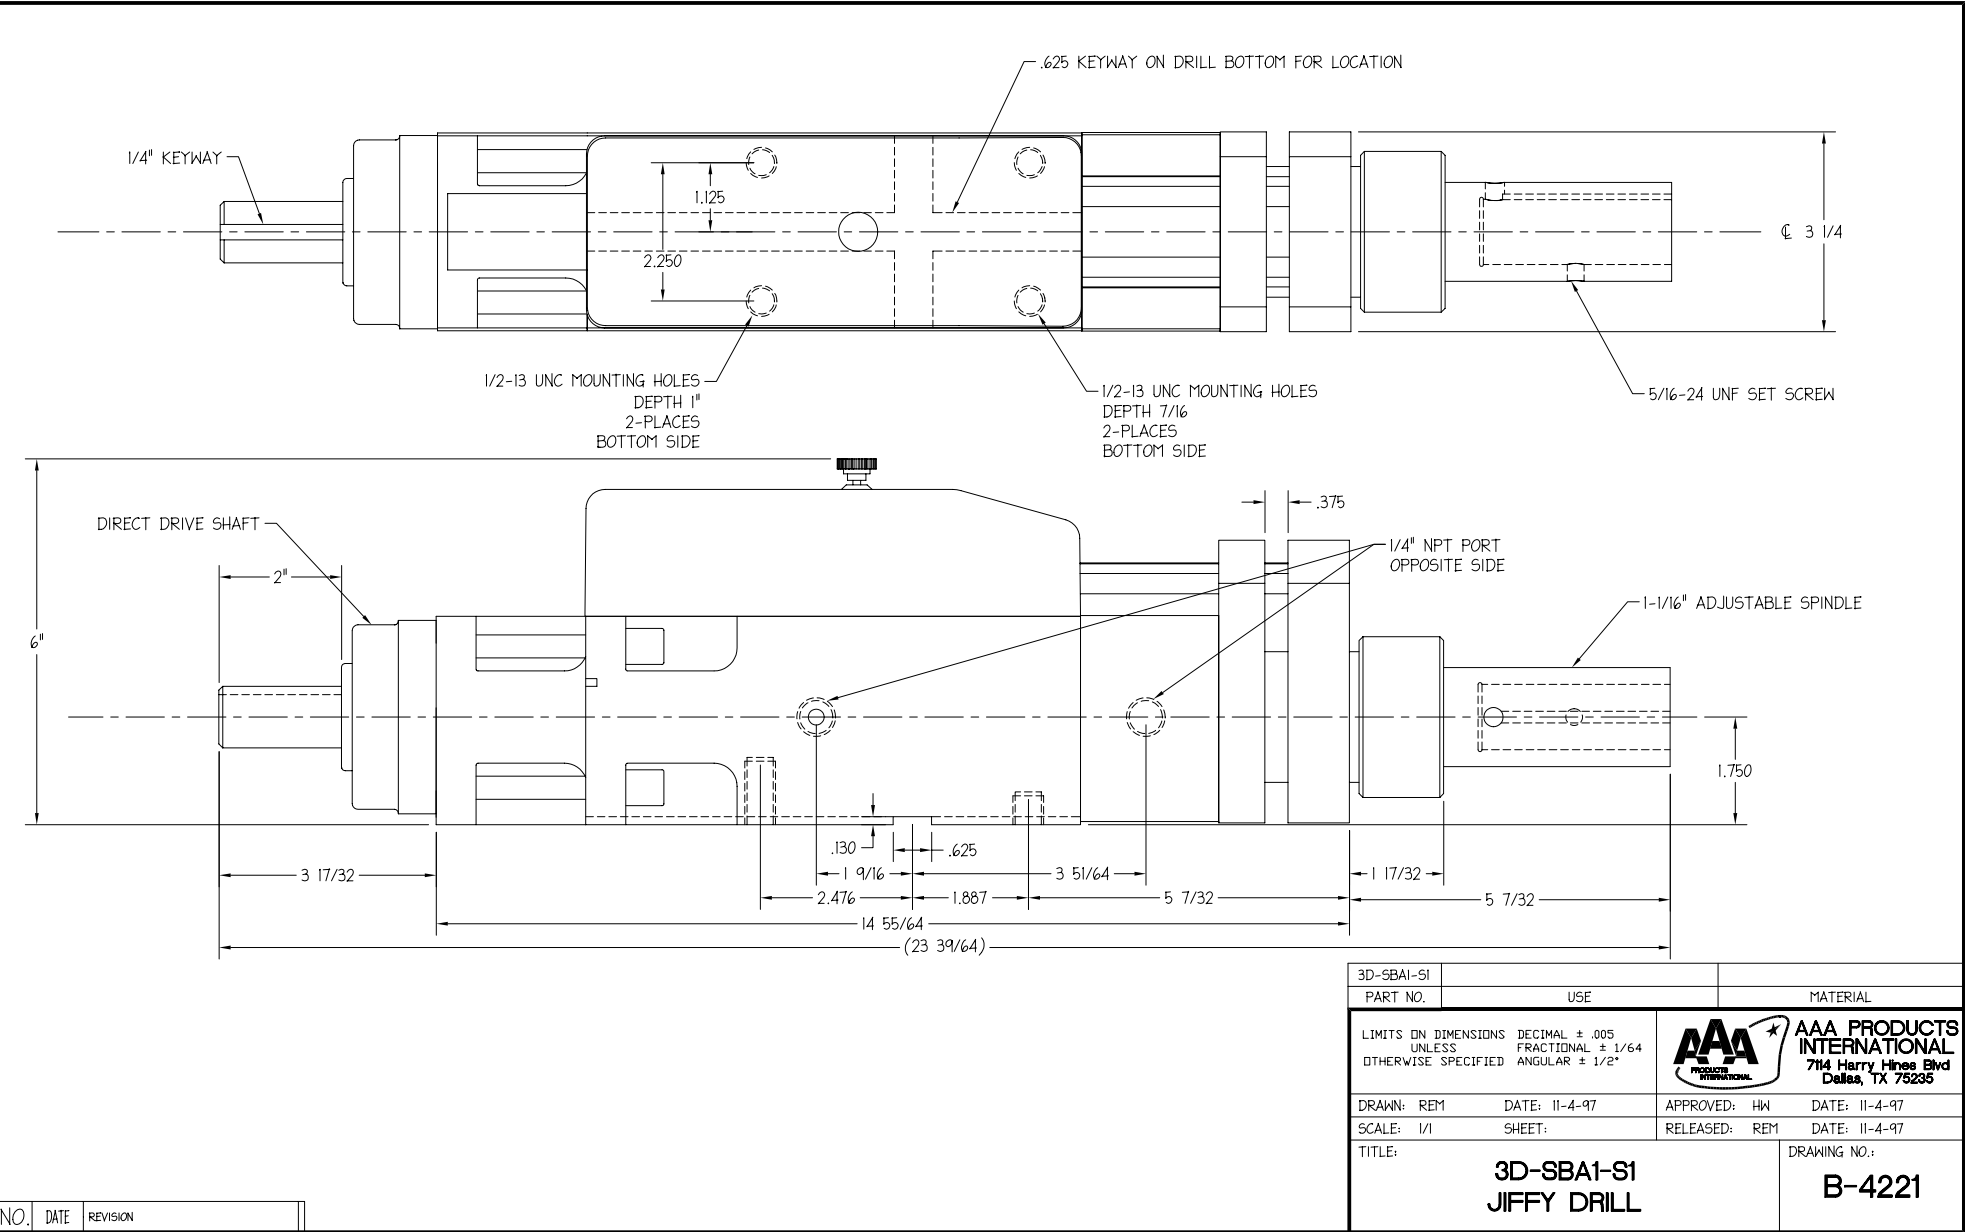 .625 KEYWAY ON DRILL BOTTOM FOR LOCATION
1/4" KEYWAY
1.125
2.250
℄ 3 1/4
1/2-13 UNC MOUNTING HOLES
DEPTH 1"
2-PLACES
BOTTOM SIDE
1/2-13 UNC MOUNTING HOLES
DEPTH 7/16
2-PLACES
BOTTOM SIDE
5/16-24 UNF SET SCREW
DIRECT DRIVE SHAFT
.375
1/4" NPT PORT
OPPOSITE SIDE
2"
1-1/16" ADJUSTABLE SPINDLE
6"
1.750
.130
.625
3 17/32
1 9/16
3 51/64
1 17/32
2.476
1.887
5 7/32
5 7/32
14 55/64
(23 39/64)
3D-SBA1-S1
PART NO.
USE
MATERIAL
LIMITS ON DIMENSIONS DECIMAL ± .005
UNLESS FRACTIONAL ± 1/64
OTHERWISE SPECIFIED ANGULAR ± 1/2°
AAA
PRODUCTS
INTERNATIONAL
AAA PRODUCTS
INTERNATIONAL
7114 Harry Hines Blvd
Dallas, TX 75235
DRAWN: REM DATE: 11-4-97 APPROVED: HW DATE: 11-4-97
SCALE: 1/1 SHEET: RELEASED: REM DATE: 11-4-97
TITLE:
3D-SBA1-S1
JIFFY DRILL
DRAWING NO.:
B-4221
NO. DATE REVISION